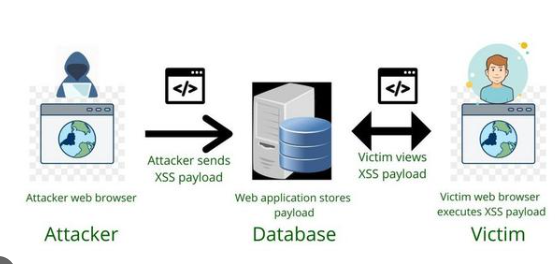 </>
</>
Attacker sends
XSS payload
Victim views
XSS payload
Attacker web browser
Web application stores
payload
Victim web browser
executes XSS payload
Attacker
Database
Victim